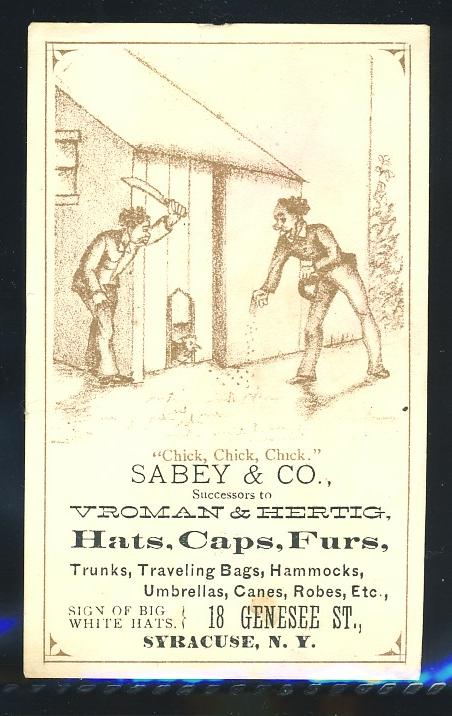 "Chick, Chick, Chick."
SABEY & CO.,
Successors to
VROMAN & HERTIG,
Hats, Caps, Furs,
Trunks, Traveling Bags, Hammocks,
Umbrellas, Canes, Robes, Etc.,
SIGN OF BIG
WHITE HATS.
18 GENESEE ST.,
SYRACUSE, N. Y.